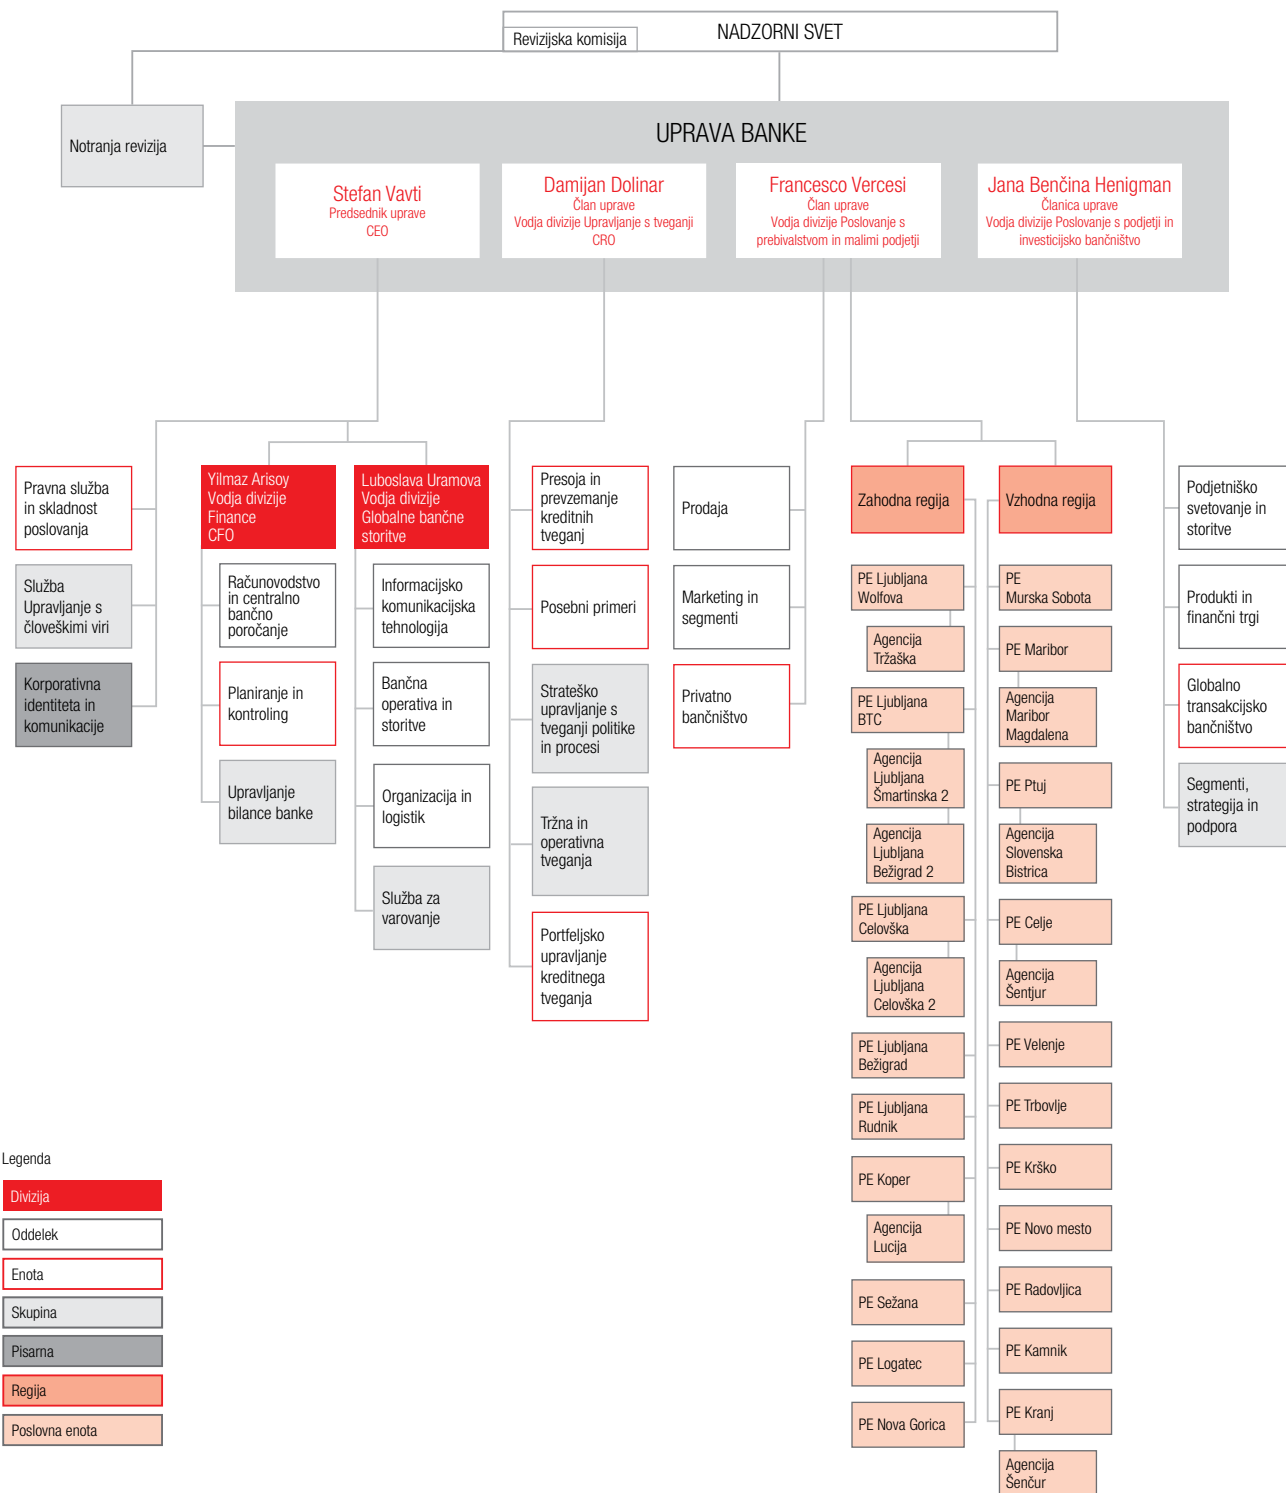 NADZORNI SVET
Revizijska komisija
Notranja revizija
UPRAVA BANKE
Stefan Vavti
Predsednik uprave
CEO
Damijan Dolinar
Član uprave
Vodja divizije Upravljanje s tveganji
CRO
Francesco Vercesi
Član uprave
Vodja divizije Poslovanje s
prebivalstvom in malimi podjetji
Jana Benčina Henigman
Članica uprave
Vodja divizije Poslovanje s podjetji in
investicijsko bančništvo
Pravna služba
in skladnost
poslovanja
Služba
Upravljanje s
človeškimi viri
Korporativna
identiteta in
komunikacije
Yilmaz Arisoy
Vodja divizije
Finance
CFO
Računovodstvo
in centralno
bančno
poročanje
Planiranje in
kontroling
Upravljanje
bilance banke
Luboslava Uramova
Vodja divizije
Globalne bančne
storitve
Informacijsko
komunikacijska
tehnologija
Bančna
operativa in
storitve
Organizacija in
logistik
Služba za
varovanje
Presoja in
prevzemanje
kreditnih
tveganj
Posebni primeri
Strateško
upravljanje s
tveganji politike
in procesi
Tržna in
operativna
tveganja
Portfeljsko
upravljanje
kreditnega
tveganja
Prodaja
Marketing in
segmenti
Privatno
bančništvo
Zahodna regija
PE Ljubljana
Wolfova
Agencija
Tržaška
PE Ljubljana
BTC
Agencija
Ljubljana
Šmartinska 2
Agencija
Ljubljana
Bežigrad 2
PE Ljubljana
Celovška
Agencija
Ljubljana
Celovška 2
PE Ljubljana
Bežigrad
PE Ljubljana
Rudnik
PE Koper
Agencija
Lucija
PE Sežana
PE Logatec
PE Nova Gorica
Vzhodna regija
PE
Murska Sobota
PE Maribor
Agencija
Maribor
Magdalena
PE Ptuj
Agencija
Slovenska
Bistrica
PE Celje
Agencija
Šentjur
PE Velenje
PE Trbovlje
PE Krško
PE Novo mesto
PE Radovljica
PE Kamnik
PE Kranj
Agencija
Šenčur
Podjetniško
svetovanje in
storitve
Produkti in
finančni trgi
Globalno
transakcijsko
bančništvo
Segmenti,
strategija in
podpora
Legenda
Divizija
Oddelek
Enota
Skupina
Pisarna
Regija
Poslovna enota